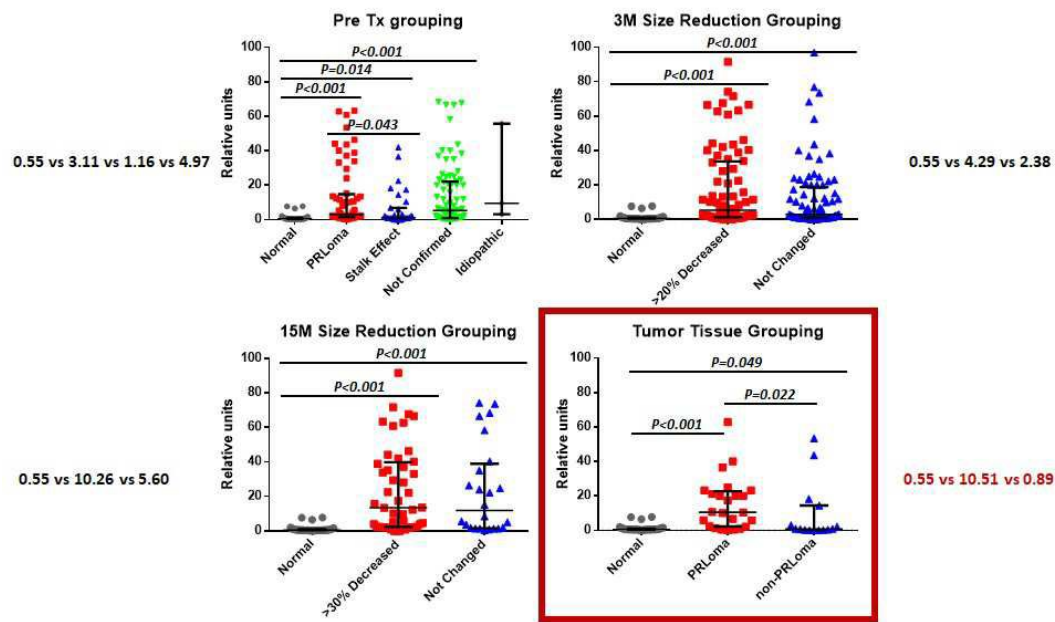 Pre Tx grouping
P<0.001
P=0.014
P<0.001
P=0.043
Relative units
100
80
60
40
20
0
Normal
PRLoma
Stalk Effect
Not Confirmed
Idiopathic
0.55 vs 3.11 vs 1.16 vs 4.97
3M Size Reduction Grouping
P<0.001
P<0.001
Relative units
100
80
60
40
20
0
Normal
>20% Decreased
Not Changed
0.55 vs 4.29 vs 2.38
15M Size Reduction Grouping
P<0.001
P<0.001
Relative units
100
80
60
40
20
0
Normal
>30% Decreased
Not Changed
0.55 vs 10.26 vs 5.60
Tumor Tissue Grouping
P=0.049
P=0.022
P<0.001
Relative units
100
80
60
40
20
0
Normal
PRLoma
non-PRLoma
0.55 vs 10.51 vs 0.89